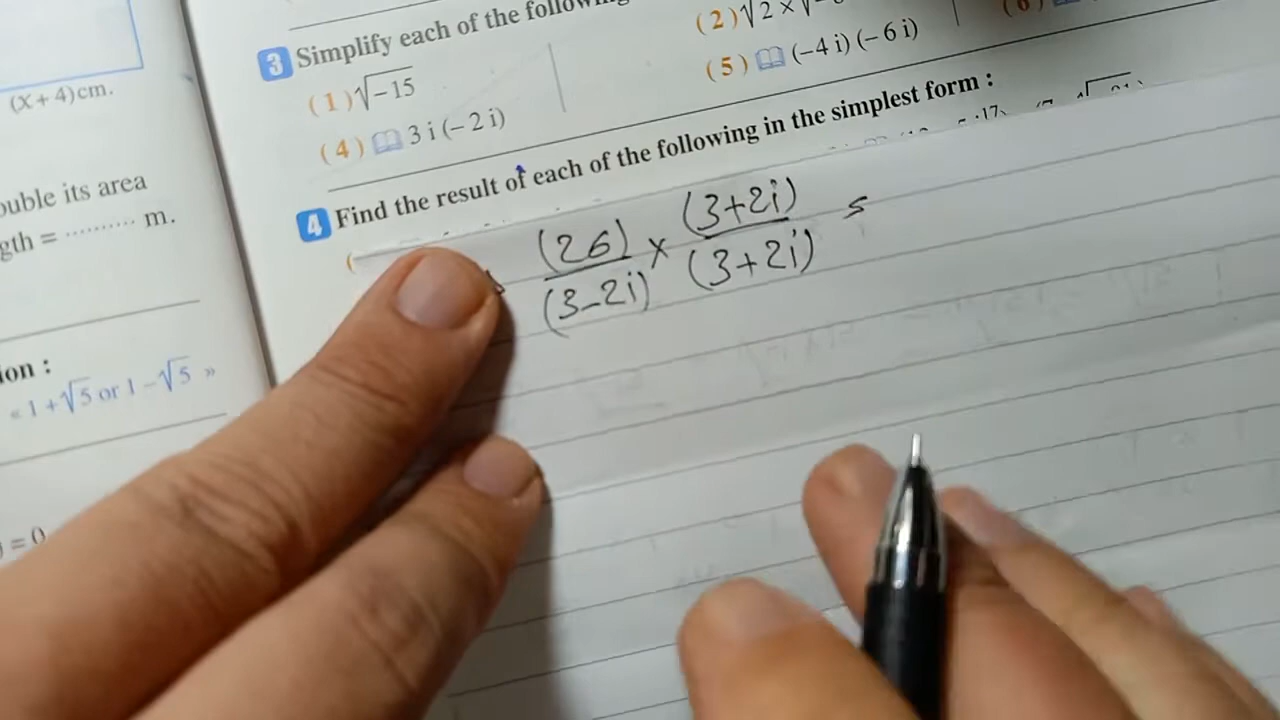 (X+4)cm.
ouble its area
gth = .......... m.
ion :
« 1 + √5 or 1 – √5 »
= 0
3 Simplify each of the following
(1) √–15
(2) √2 ×
(4) 3 i (– 2 i)
(5) (–4 i) (– 6 i)
4 Find the result of each of the following in the simplest form :
(26)/(3-2i) × (3+2i)/(3+2i) =